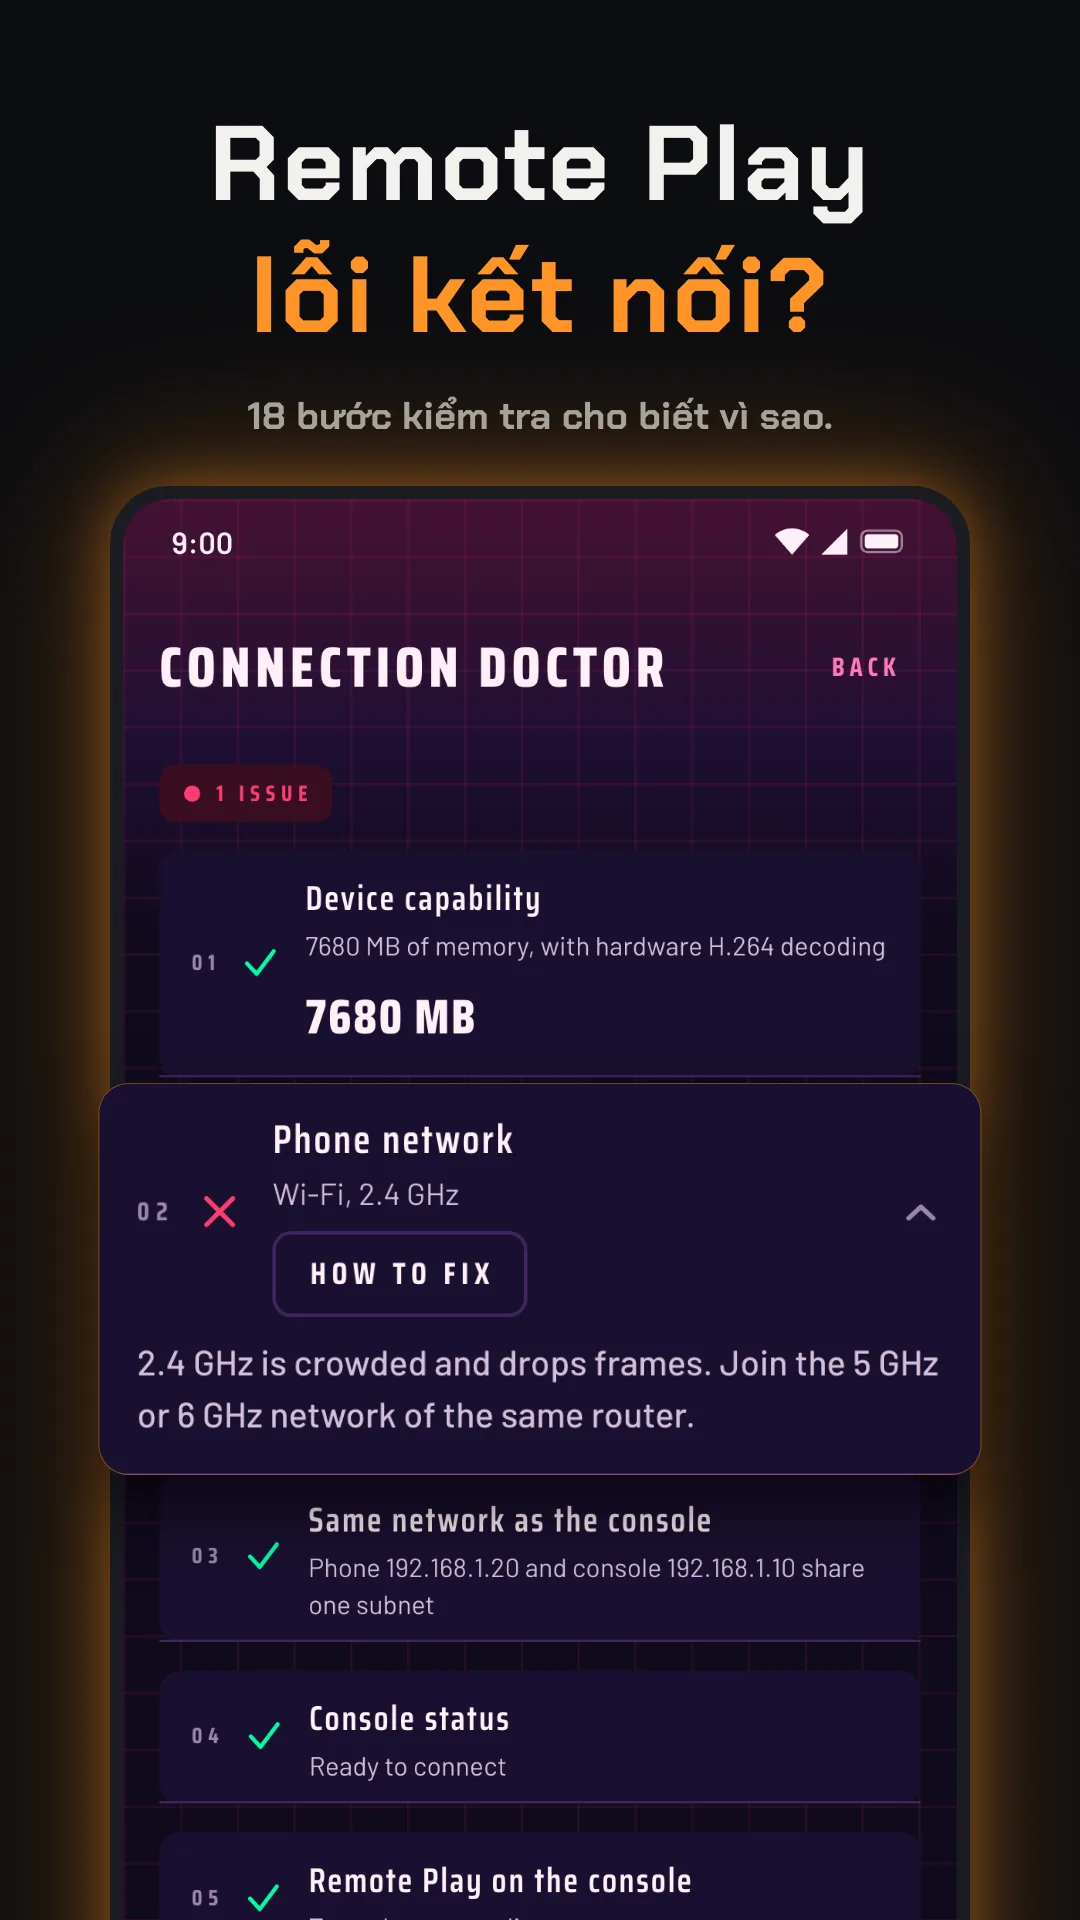 Remote Play
lỗi kết nối?
18 bước kiểm tra cho biết vì sao.
9:00
CONNECTION DOCTOR
BACK
1 ISSUE
Device capability
7680 MB of memory, with hardware H.264 decoding
01
7680 MB
Phone network
Wi-Fi, 2.4 GHz
02
HOW TO FIX
2.4 GHz is crowded and drops frames. Join the 5 GHz
or 6 GHz network of the same router.
Same network as the console
03
Phone 192.168.1.20 and console 192.168.1.10 share
one subnet
Console status
04
Ready to connect
Remote Play on the console
05